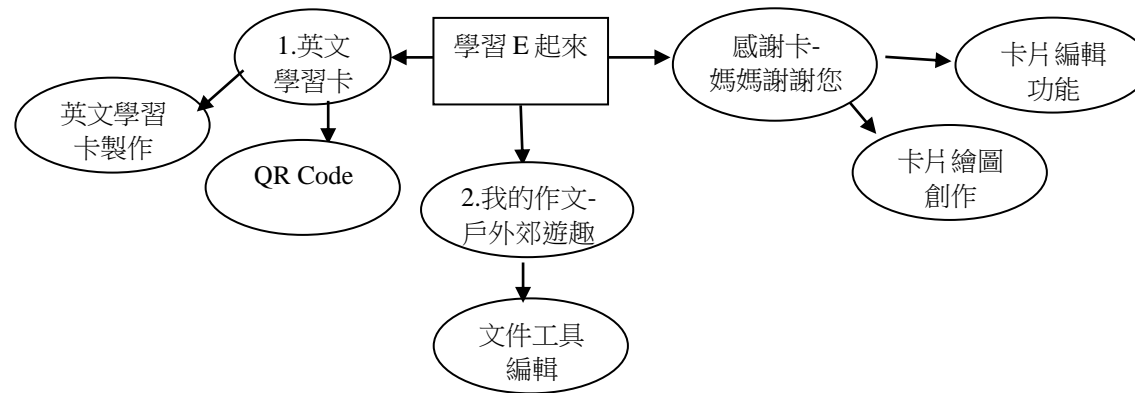 1.英文
學習卡
學習 E 起來
感謝卡-
媽媽謝謝您
卡片編輯
功能
英文學習
卡製作
QR Code
2.我的作文-
戶外郊遊趣
卡片繪圖
創作
文件工具
編輯